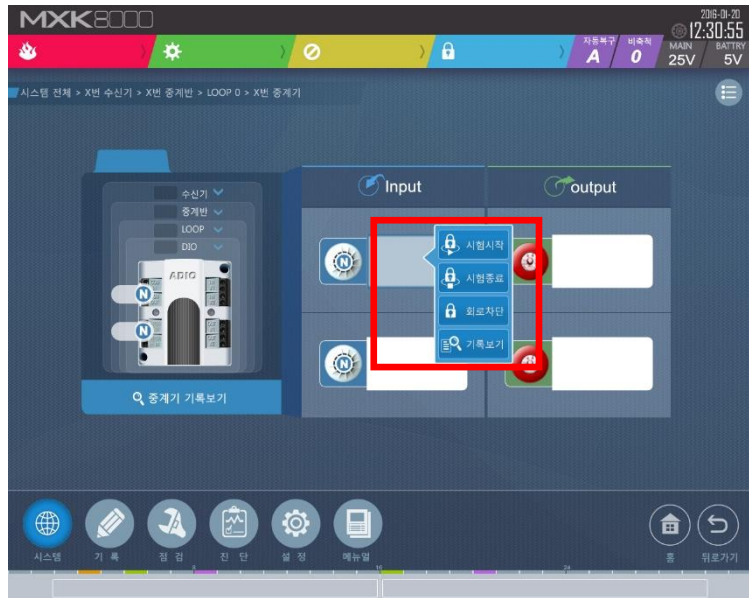 MXK8000
2016-01-20
12:30:55
자동복구
A
비축적
0
MAIN
25V
BATTRY
5V
시스템 전체 > X번 수신기 > X번 중계반 > LOOP 0 > X번 중계기
수신기
중계반
LOOP
DIO
ADIO
N
N
중계기 기록보기
Input
output
N
N
시험시작
시험종료
회로차단
기록보기
시스템
기 록
점 검
진 단
설 정
메뉴얼
홈
뒤로가기
8
16
24